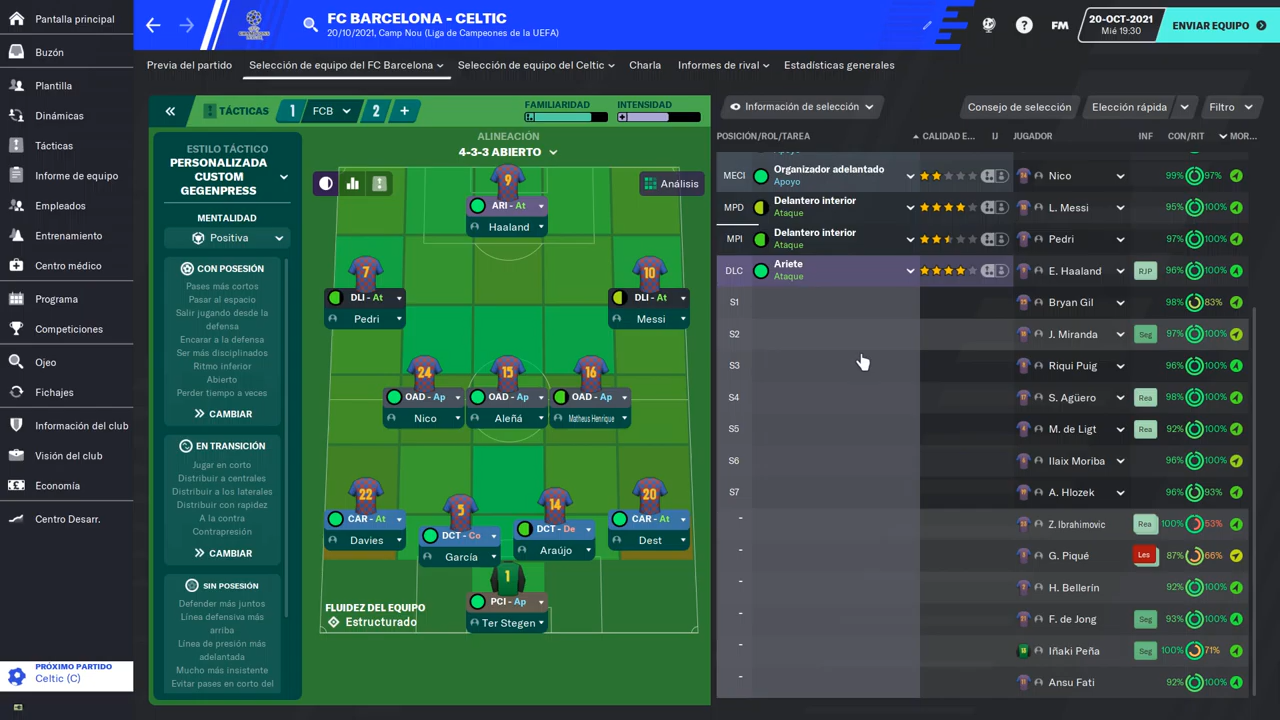 Pantalla principal
Buzón
Plantilla
Dinámicas
Tácticas
Informe de equipo
Empleados
Entrenamiento
Centro médico
Programa
Competiciones
Ojeo
Fichajes
Información del club
Visión del club
Economía
Centro Desarr.
PRÓXIMO PARTIDO
Celtic (C)
FC BARCELONA - CELTIC
20/10/2021, Camp Nou (Liga de Campeones de la UEFA)
FM
20-OCT-2021
Mié 19:30
ENVIAR EQUIPO
Previa del partido
Selección de equipo del FC Barcelona
Selección de equipo del Celtic
Charla
Informes de rival
Estadísticas generales
TÁCTICAS
1
FCB
2
+
FAMILIARIDAD
INTENSIDAD
ESTILO TÁCTICO
PERSONALIZADA
CUSTOM
GEGENPRESS
MENTALIDAD
Positiva
CON POSESIÓN
Pases más cortos
Pasar al espacio
Salir jugando desde la
defensa
Encarar a la defensa
Ser más disciplinados
Ritmo inferior
Abierto
Perder tiempo a veces
CAMBIAR
EN TRANSICIÓN
Jugar en corto
Distribuir a centrales
Distribuir a los laterales
Distribuir con rapidez
A la contra
Contrapresión
CAMBIAR
SIN POSESIÓN
Defender más juntos
Línea defensiva más
arriba
Línea de presión más
adelantada
Mucho más insistente
Evitar pases en corto del
ALINEACIÓN
4-3-3 ABIERTO
Análisis
9
ARI - At
Haaland
7
DLI - At
Pedri
10
DLI - At
Messi
24
OAD - Ap
Nico
15
OAD - Ap
Aleñá
16
OAD - Ap
Matheus Henrique
22
CAR - At
Davies
5
DCT - Co
García
14
DCT - De
Araújo
20
CAR - At
Dest
1
PCI - Ap
Ter Stegen
FLUIDEZ DEL EQUIPO
Estructurado
Información de selección
Consejo de selección
Elección rápida
Filtro
POSICIÓN/ROL/TAREA
CALIDAD E...
IJ
JUGADOR
INF
CON/RIT
MOR...
MECI
Organizador adelantado
Apoyo
Nico
99%
97%
MPD
Delantero interior
Ataque
L. Messi
95%
100%
MPI
Delantero interior
Ataque
Pedri
97%
100%
DLC
Ariete
Ataque
E. Haaland
RJP
96%
100%
S1
Bryan Gil
98%
83%
S2
J. Miranda
Seg
97%
100%
S3
Riqui Puig
96%
100%
S4
S. Agüero
Rea
98%
100%
S5
M. de Ligt
Rea
97%
100%
S6
Ilaix Moriba
96%
100%
S7
A. Hlozek
96%
93%
-
Z. Ibrahimovic
Rea
100%
53%
-
G. Piqué
Les
87%
66%
-
H. Bellerín
92%
100%
-
F. de Jong
Seg
93%
100%
-
Iñaki Peña
Seg
100%
71%
-
Ansu Fati
92%
100%